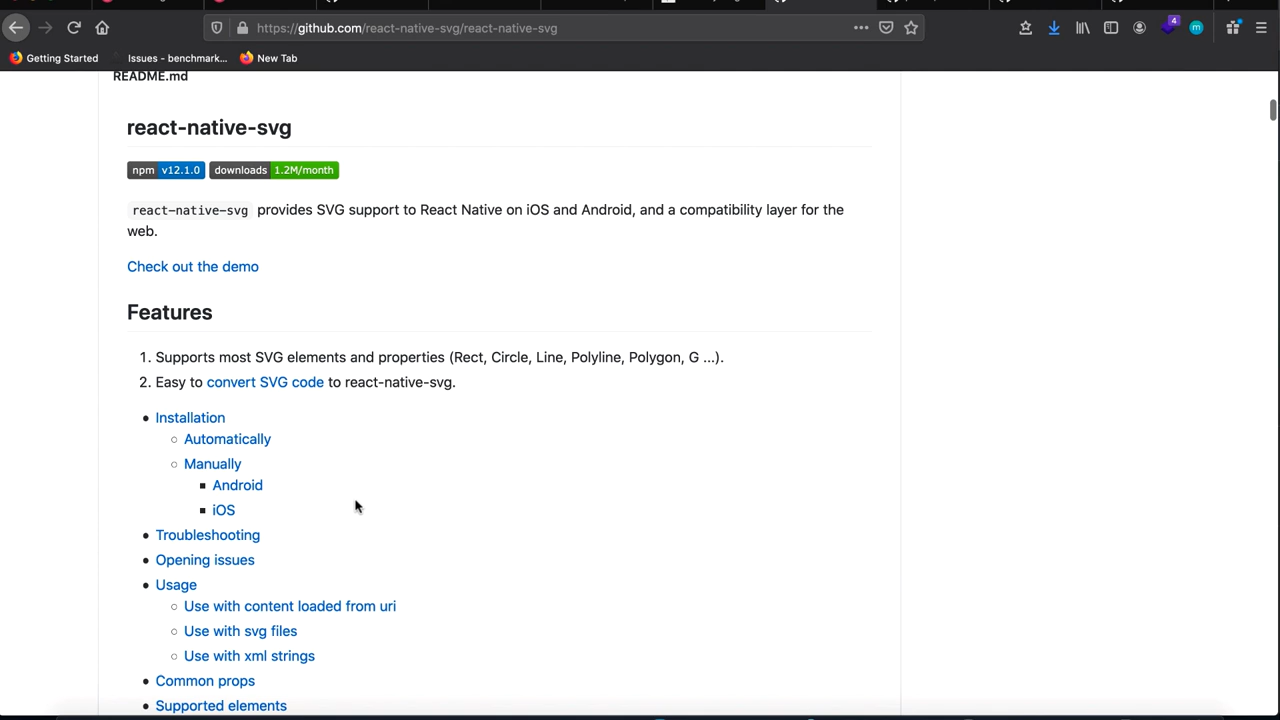 https://github.com/react-native-svg/react-native-svg
4
m
Getting Started
Issues - benchmark...
New Tab
README.md
react-native-svg
npm v12.1.0 downloads 1.2M/month
react-native-svg provides SVG support to React Native on iOS and Android, and a compatibility layer for the
web.
Check out the demo
Features
1. Supports most SVG elements and properties (Rect, Circle, Line, Polyline, Polygon, G ...).
2. Easy to convert SVG code to react-native-svg.
Installation
Automatically
Manually
Android
iOS
Troubleshooting
Opening issues
Usage
Use with content loaded from uri
Use with svg files
Use with xml strings
Common props
Supported elements